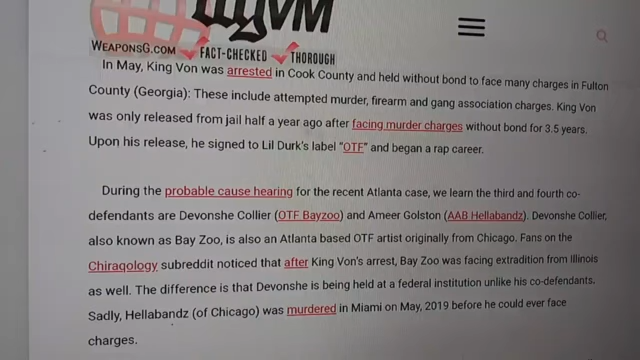 WEAPONSG.COM FACT-CHECKED THOROUGH
In May, King Von was arrested in Cook County and held without bond to face many charges in Fulton
County (Georgia): These include attempted murder, firearm and gang association charges. King Von
was only released from jail half a year ago after facing murder charges without bond for 3.5 years.
Upon his release, he signed to Lil Durk's label "OTF" and began a rap career.
During the probable cause hearing for the recent Atlanta case, we learn the third and fourth co-
defendants are Devonshe Collier (OTF Bayzoo) and Ameer Golston (AAB Hellabandz). Devonshe Collier,
also known as Bay Zoo, is also an Atlanta based OTF artist originally from Chicago. Fans on the
Chiraqology subreddit noticed that after King Von's arrest, Bay Zoo was facing extradition from Illinois
as well. The difference is that Devonshe is being held at a federal institution unlike his co-defendants.
Sadly, Hellabandz (of Chicago) was murdered in Miami on May, 2019 before he could ever face
charges.